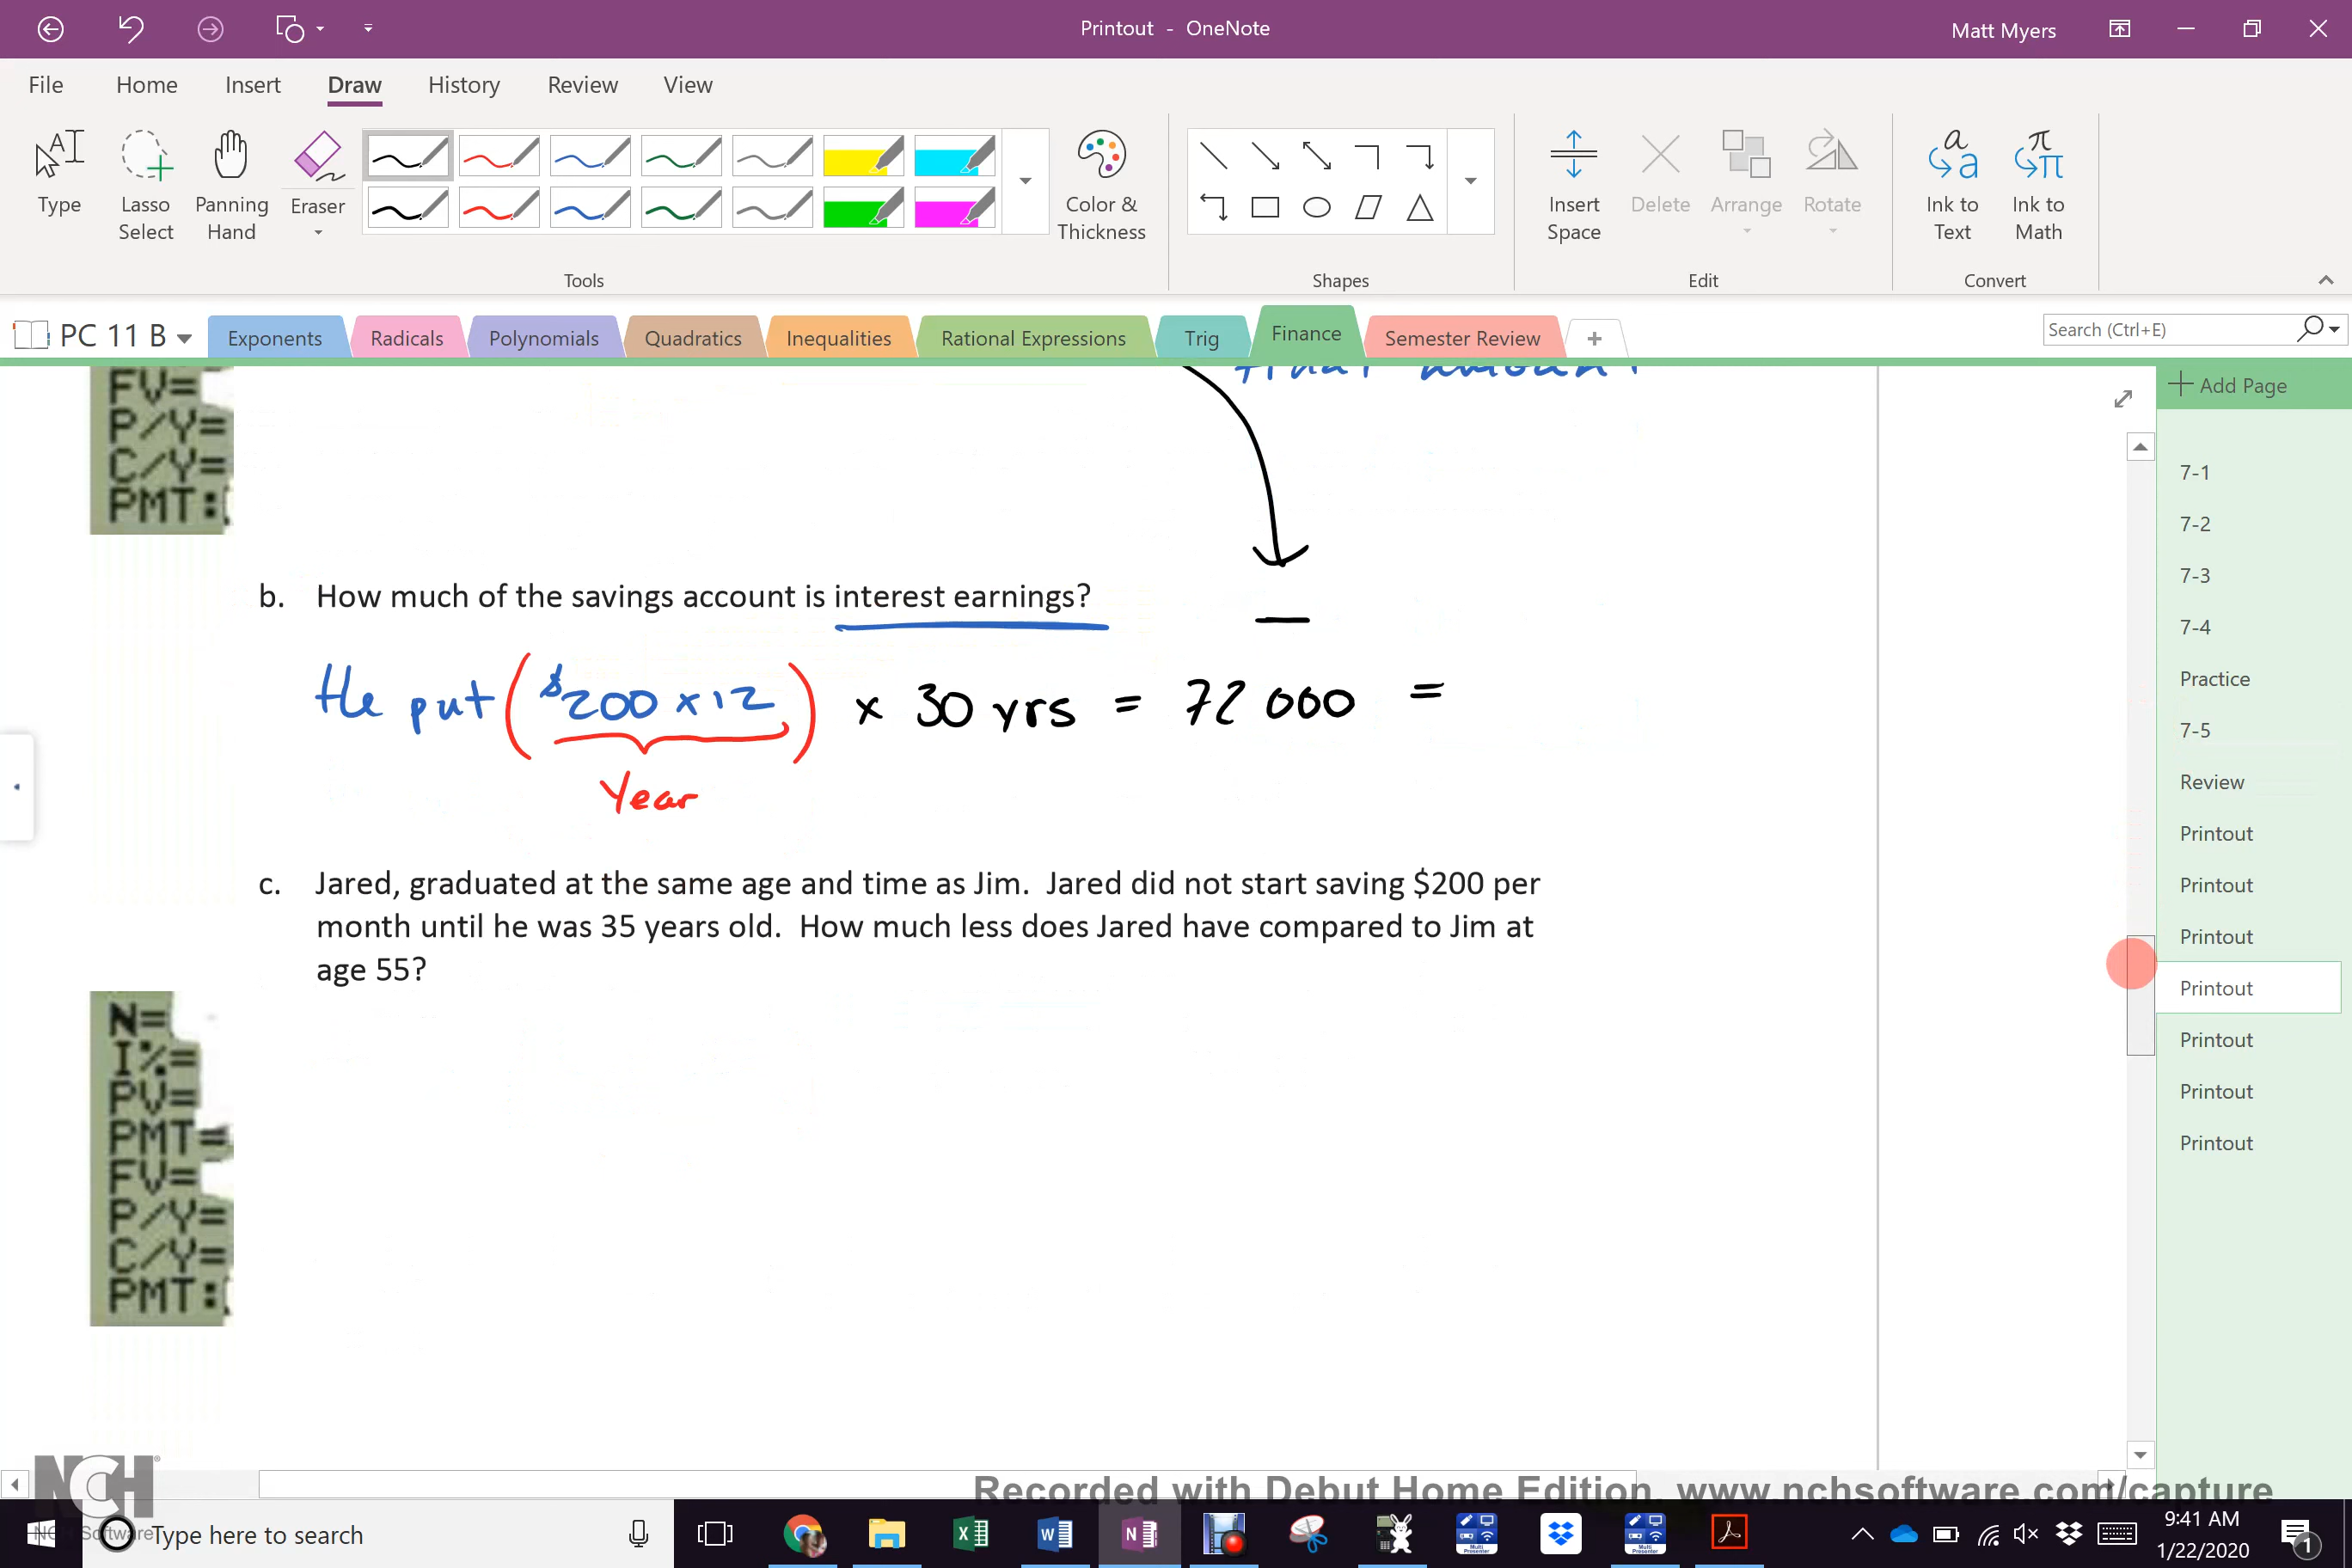 Printout - OneNote
Matt Myers
File Home Insert Draw History Review View
Type
Lasso Select
Panning Hand
Eraser
Color & Thickness
Insert Space
Delete
Arrange
Rotate
Ink to Text
Ink to Math
Tools
Shapes
Edit
Convert
PC 11 B
Exponents
Radicals
Polynomials
Quadratics
Inequalities
Rational Expressions
Trig
Finance
Semester Review
Search (Ctrl+E)
Add Page
final amount
FV=
P/Y=
C/Y=
PMT:
b. How much of the savings account is interest earnings?
He put ($200 x 12) x 30 yrs = 72 000 =
Year
c. Jared, graduated at the same age and time as Jim. Jared did not start saving $200 per
month until he was 35 years old. How much less does Jared have compared to Jim at
age 55?
N=
I%=
PV=
PMT=
FV=
P/Y=
C/Y=
PMT:
7-1
7-2
7-3
7-4
Practice
7-5
Review
Printout
Printout
Printout
Printout
Printout
Printout
Printout
NCH
NCH Software
Recorded with Debut Home Edition. www.nchsoftware.com/capture
Type here to search
9:41 AM
1/22/2020
1